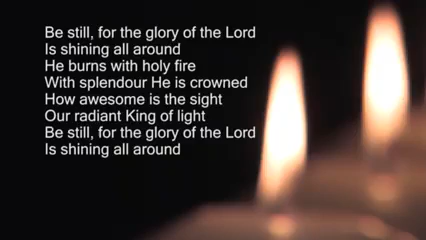 Be still, for the glory of the Lord
Is shining all around
He burns with holy fire
With splendour He is crowned
How awesome is the sight
Our radiant King of light
Be still, for the glory of the Lord
Is shining all around